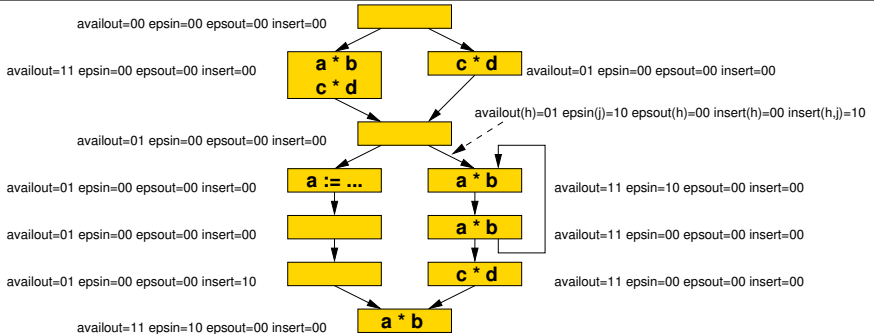 availout=00 epsin=00 epsout=00 insert=00
availout=11 epsin=00 epsout=00 insert=00
a * b
c * d
c * d
availout=01 epsin=00 epsout=00 insert=00
availout(h)=01 epsin(j)=10 epsout(h)=00 insert(h)=00 insert(h,j)=10
availout=01 epsin=00 epsout=00 insert=00
availout=01 epsin=00 epsout=00 insert=00
a := ...
a * b
availout=11 epsin=10 epsout=00 insert=00
availout=01 epsin=00 epsout=00 insert=00
a * b
availout=11 epsin=00 epsout=00 insert=00
availout=01 epsin=00 epsout=00 insert=10
c * d
availout=11 epsin=00 epsout=00 insert=00
availout=11 epsin=10 epsout=00 insert=00
a * b